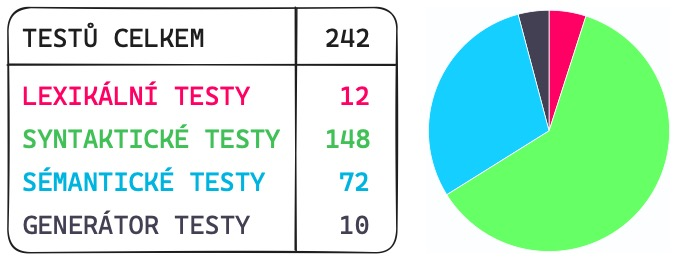 TESTŮ CELKEM 242
LEXIKÁLNÍ TESTY 12
SYNTAKTICKÉ TESTY 148
SÉMANTICKÉ TESTY 72
GENERÁTOR TESTY 10